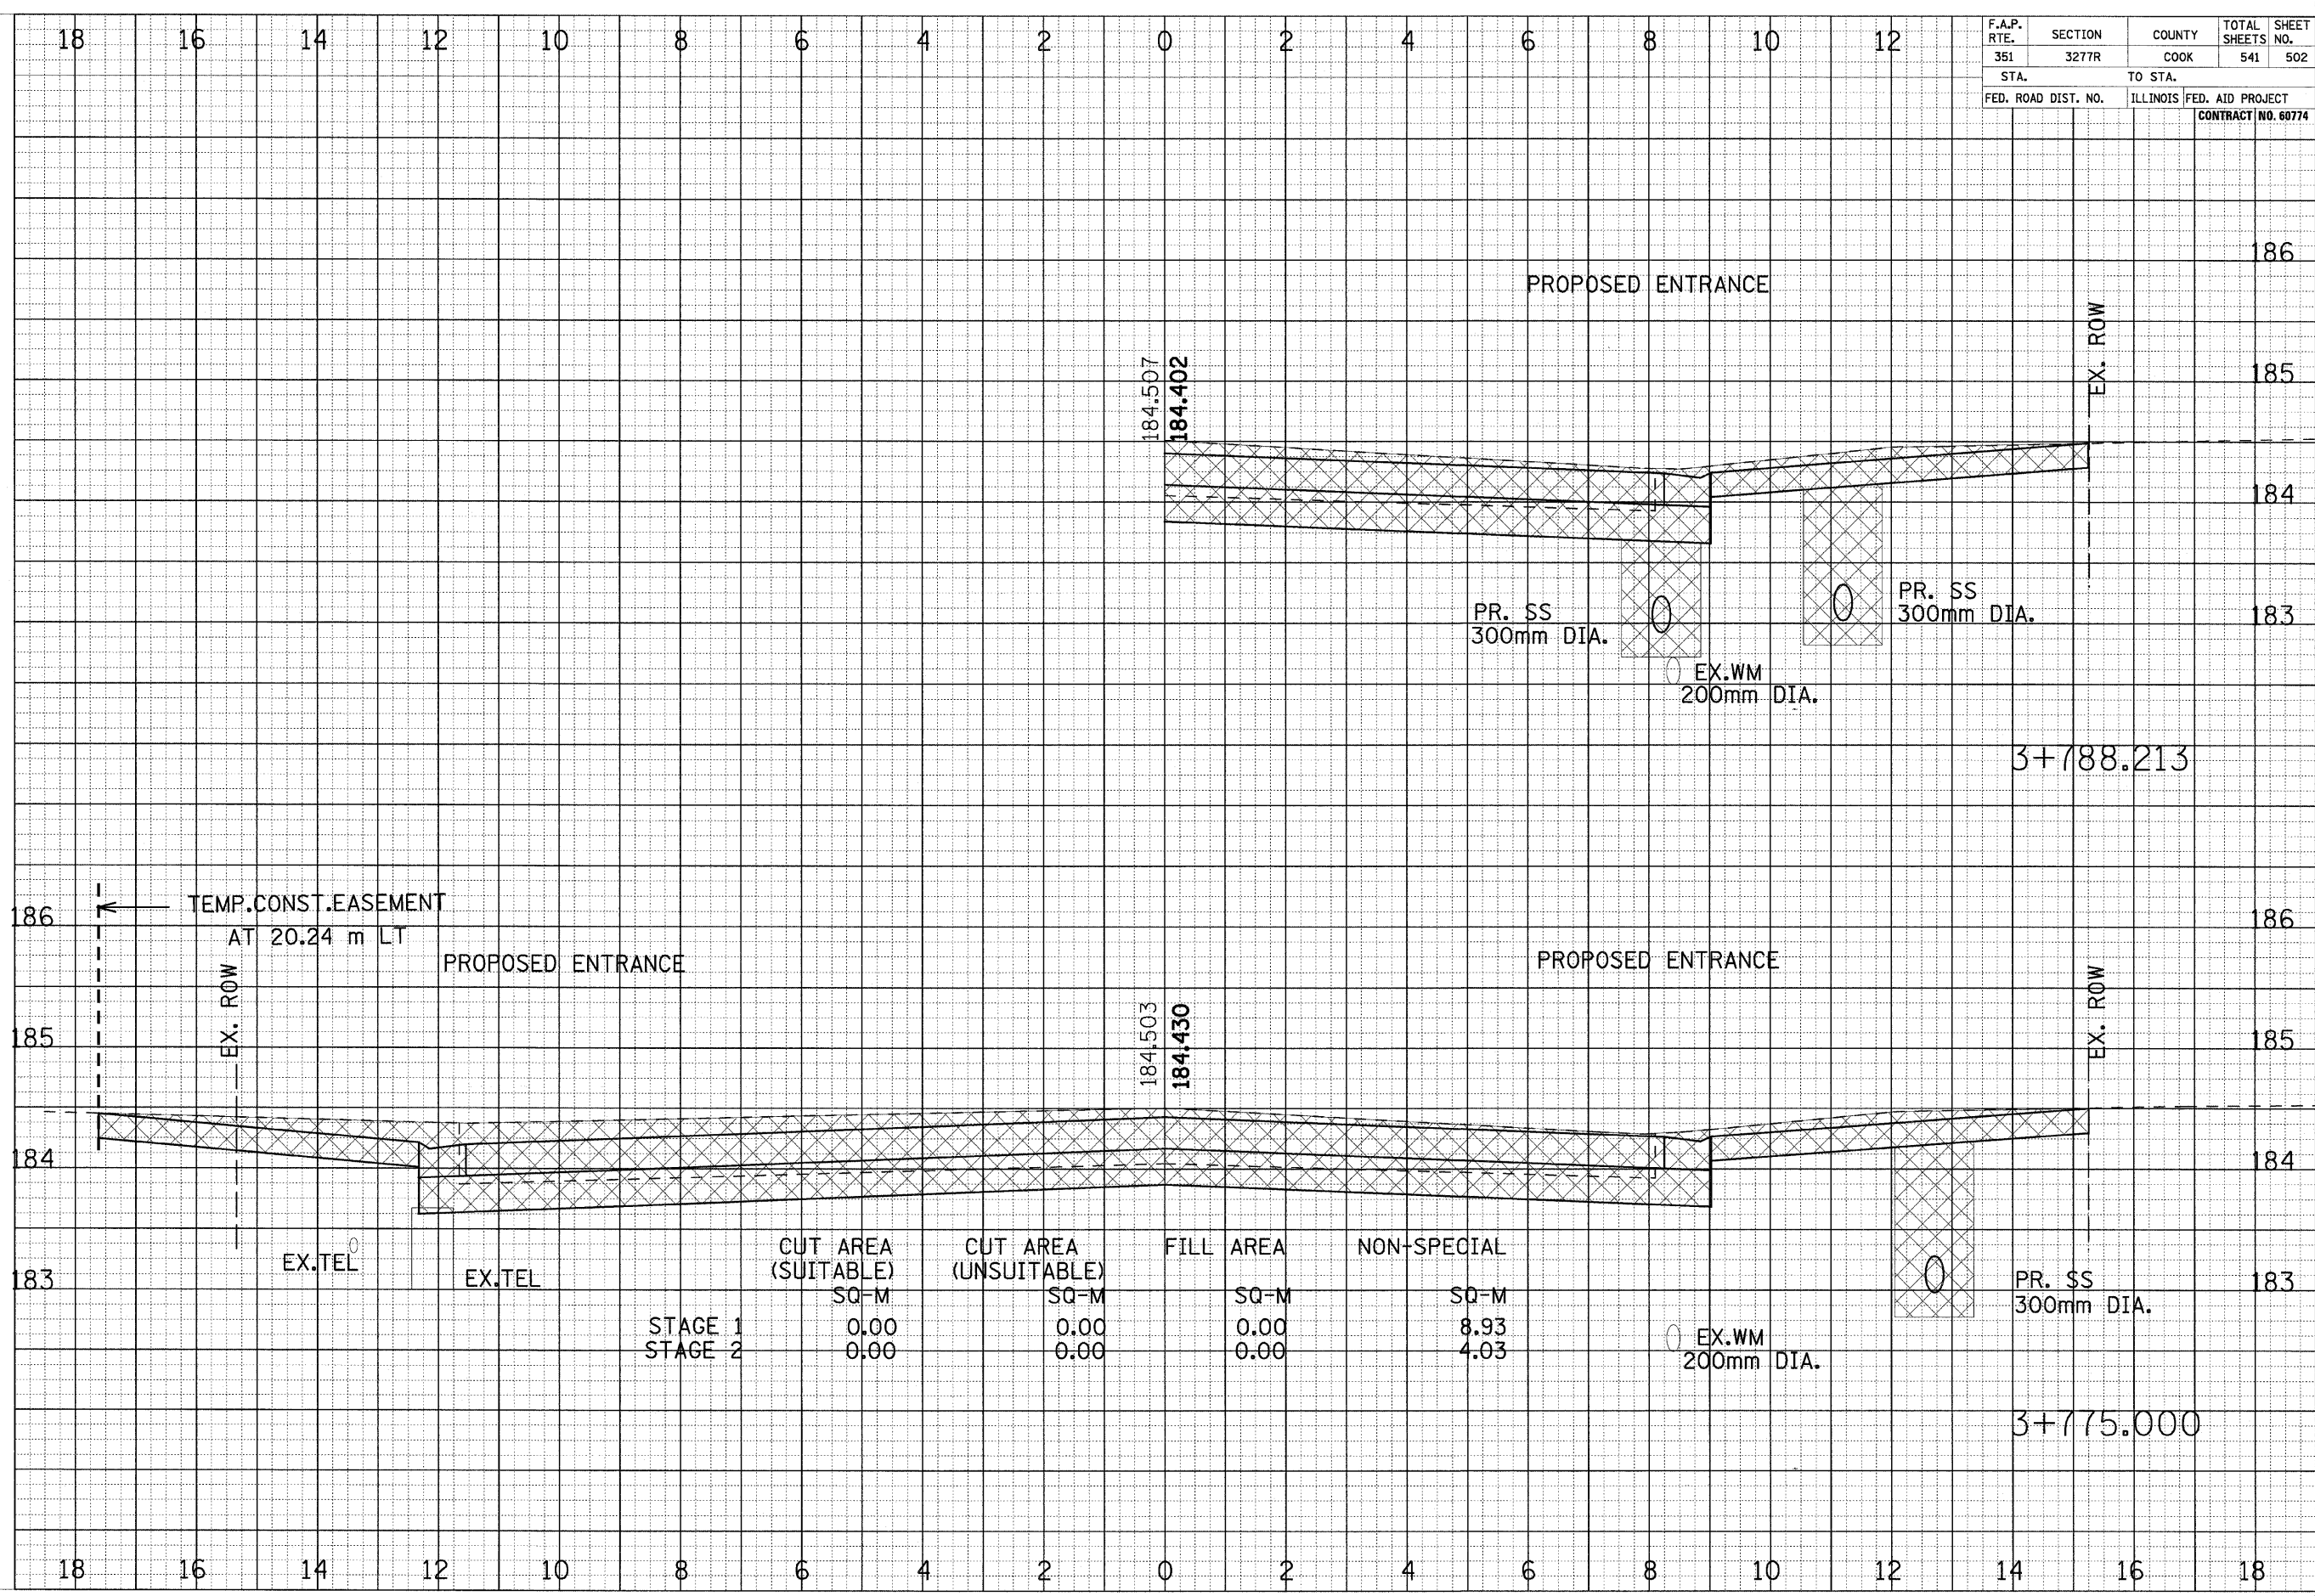 18 16 14 12 10 8 6 4 2 0 2 4 6 8 10 12
F.A.P. RTE. SECTION COUNTY TOTAL SHEETS SHEET NO.
351 3277R COOK 541 502
STA. TO STA.
FED. ROAD DIST. NO. ILLINOIS FED. AID PROJECT
CONTRACT NO. 60774
186
PROPOSED ENTRANCE
EX. ROW
185
184.507
184.402
184
PR. SS
300mm DIA.
PR. SS
300mm DIA.
183
EX.WM
200mm DIA.
3+788.213
TEMP.CONST.EASEMENT
AT 20.24 m LT
186
186
PROPOSED ENTRANCE
PROPOSED ENTRANCE
EX. ROW
EX. ROW
184.503
184.430
185
185
184
184
EX.TEL
EX.TEL
183
183
CUT AREA (SUITABLE) SQ-M
CUT AREA (UNSUITABLE) SQ-M
FILL AREA SQ-M
NON-SPECIAL SQ-M
STAGE 1 0.00 0.00 0.00 8.93
STAGE 2 0.00 0.00 0.00 4.03
PR. SS
300mm DIA.
EX.WM
200mm DIA.
3+775.000
18 16 14 12 10 8 6 4 2 0 2 4 6 8 10 12 14 16 18